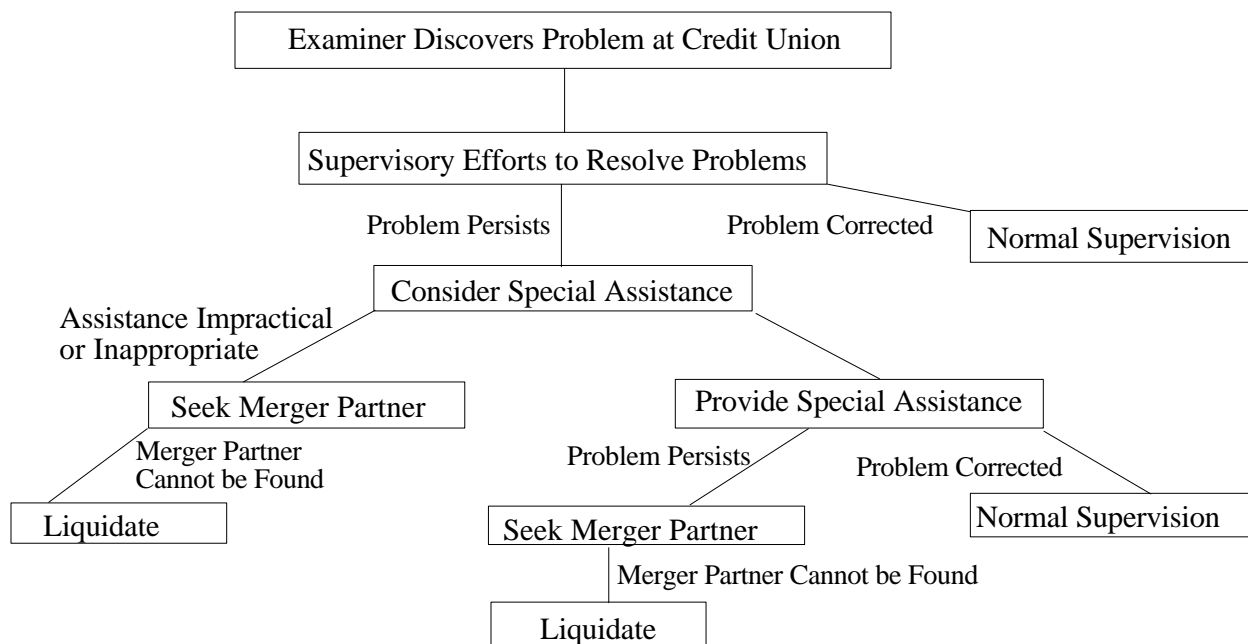 Examiner Discovers Problem at Credit Union
Supervisory Efforts to Resolve Problems
Problem Persists
Problem Corrected
Normal Supervision
Consider Special Assistance
Assistance Impractical
or Inappropriate
Seek Merger Partner
Provide Special Assistance
Merger Partner
Cannot be Found
Problem Persists
Problem Corrected
Liquidate
Seek Merger Partner
Normal Supervision
Merger Partner Cannot be Found
Liquidate